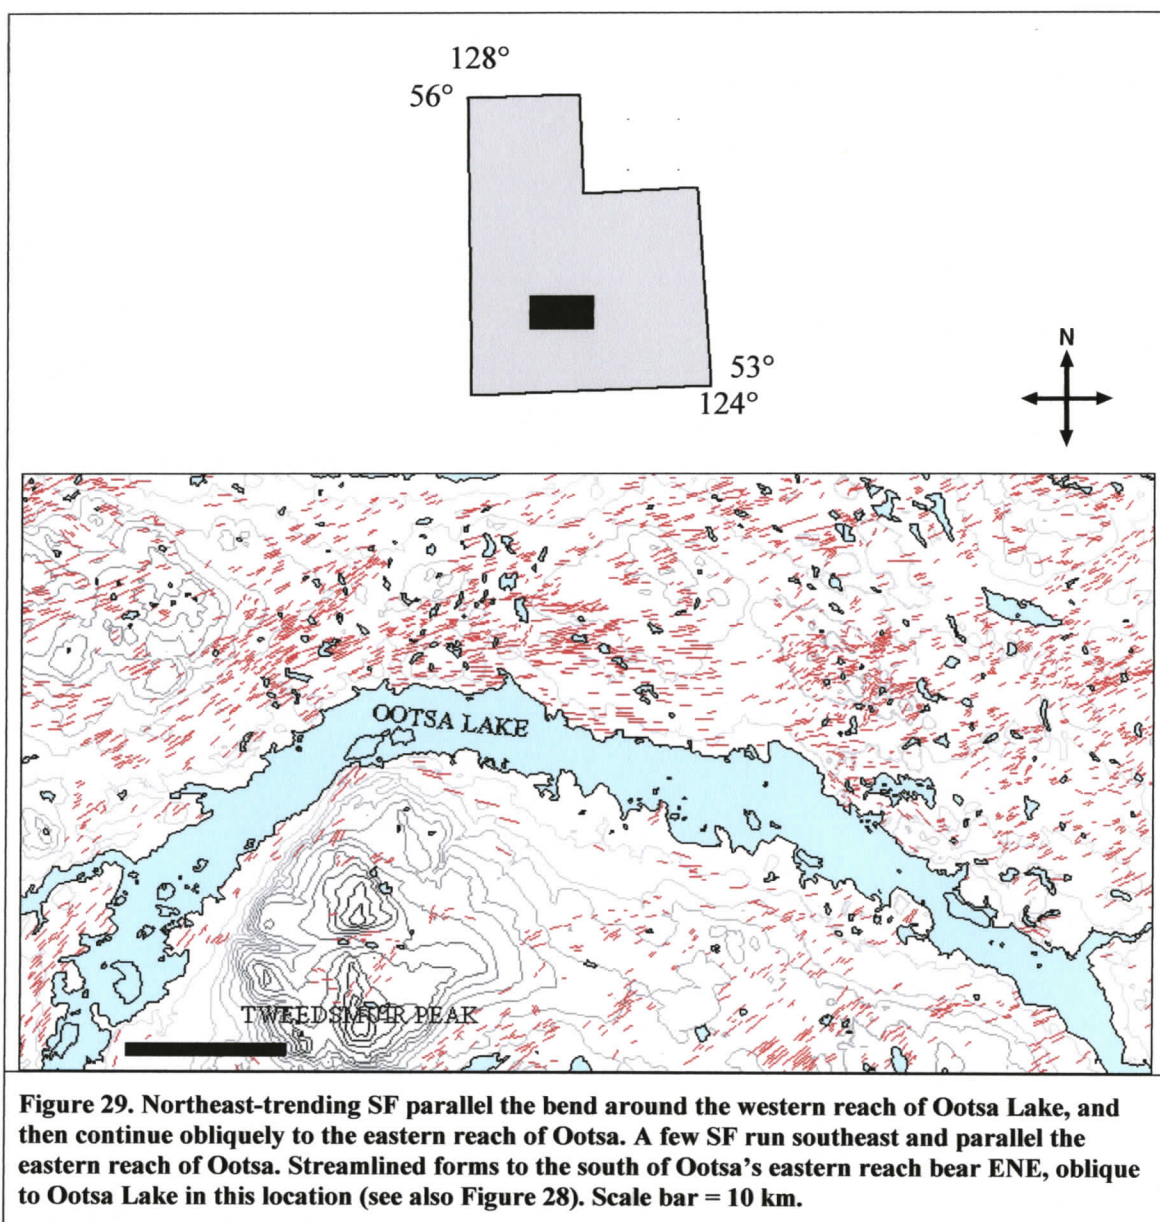 128°
56°
53°
124°
N
OOTSA LAKE
TWEEDSMUIR PEAK
Figure 29. Northeast-trending SF parallel the bend around the western reach of Ootsa Lake, and
then continue obliquely to the eastern reach of Ootsa. A few SF run southeast and parallel the
eastern reach of Ootsa. Streamlined forms to the south of Ootsa's eastern reach bear ENE, oblique
to Ootsa Lake in this location (see also Figure 28). Scale bar = 10 km.